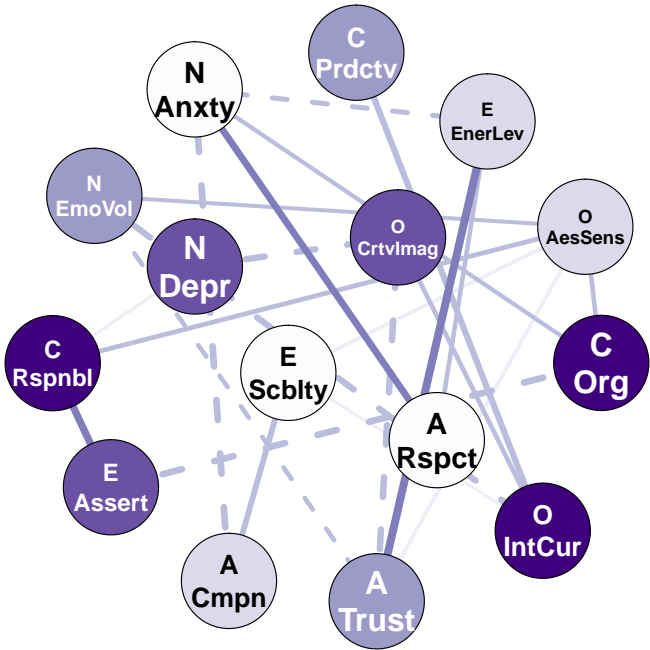 C
Prdctv
N
Anxty
E
EnerLev
N
EmoVol
O
CrtvImag
O
AesSens
N
Depr
C
Rspnbl
E
Scblty
C
Org
A
Rspct
E
Assert
O
IntCur
A
Cmpn
A
Trust